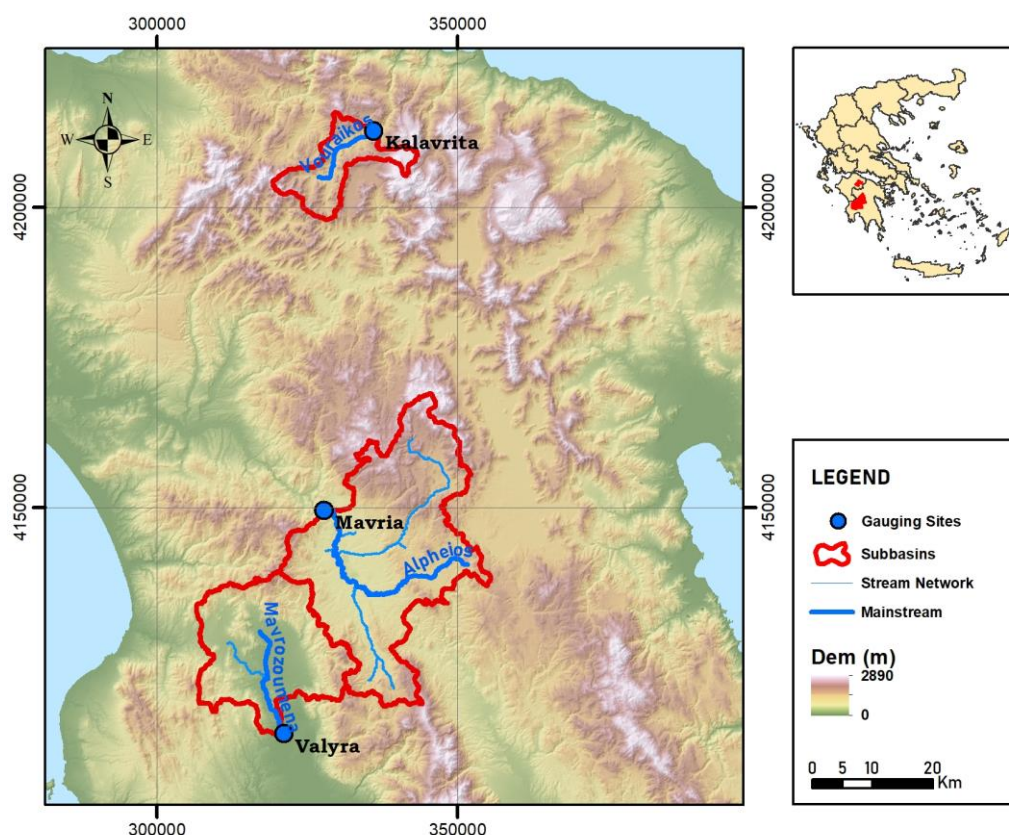 300000
350000
N
W
E
S
Vouraikos
Kalavrita
4200000
4200000
Mavria
4150000
4150000
Alpheios
Mavrozoumena
Valyra
300000
350000
LEGEND
Gauging Sites
Subbasins
Stream Network
Mainstream
Dem (m)
2890
0
0 5 10 20
Km